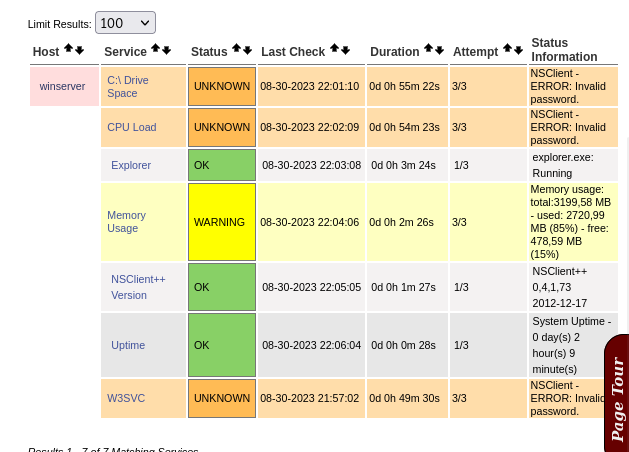 Limit Results: 100
Host Service Status Last Check Duration Attempt Status Information
winserver C:\ Drive Space UNKNOWN 08-30-2023 22:01:10 0d 0h 55m 22s 3/3 NSClient - ERROR: Invalid password.
CPU Load UNKNOWN 08-30-2023 22:02:09 0d 0h 54m 23s 3/3 NSClient - ERROR: Invalid password.
Explorer OK 08-30-2023 22:03:08 0d 0h 3m 24s 1/3 explorer.exe: Running
Memory Usage WARNING 08-30-2023 22:04:06 0d 0h 2m 26s 3/3 Memory usage: total:3199,58 MB - used: 2720,99 MB (85%) - free: 478,59 MB (15%)
NSClient++ Version OK 08-30-2023 22:05:05 0d 0h 1m 27s 1/3 NSClient++ 0,4,1,73 2012-12-17
Uptime OK 08-30-2023 22:06:04 0d 0h 0m 28s 1/3 System Uptime - 0 day(s) 2 hour(s) 9 minute(s)
W3SVC UNKNOWN 08-30-2023 21:57:02 0d 0h 49m 30s 3/3 NSClient - ERROR: Invalid password.
Page Tour
Results 1 - 7 of 7 Matching Services